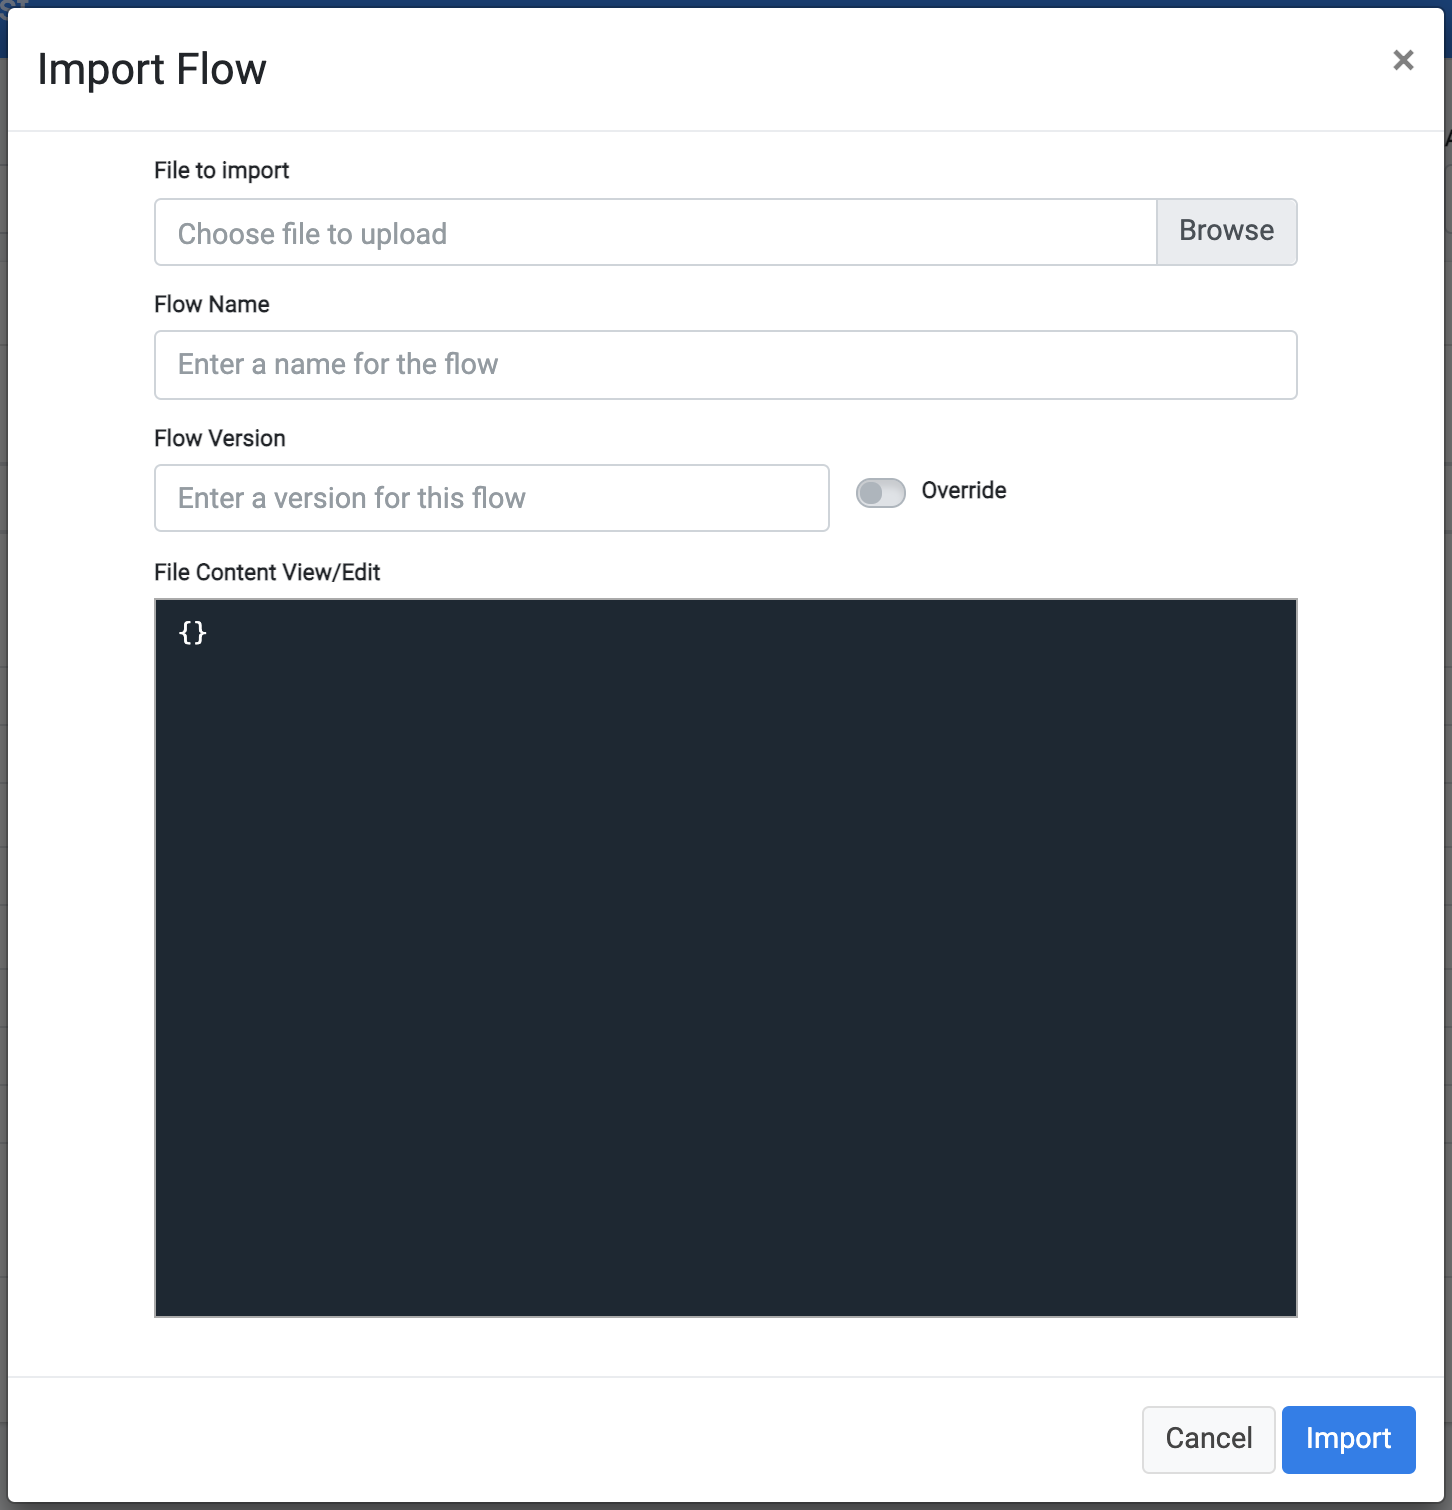 Import Flow
×
File to import
Choose file to upload
Browse
Flow Name
Enter a name for the flow
Flow Version
Enter a version for this flow
Override
File Content View/Edit
{}
Cancel
Import